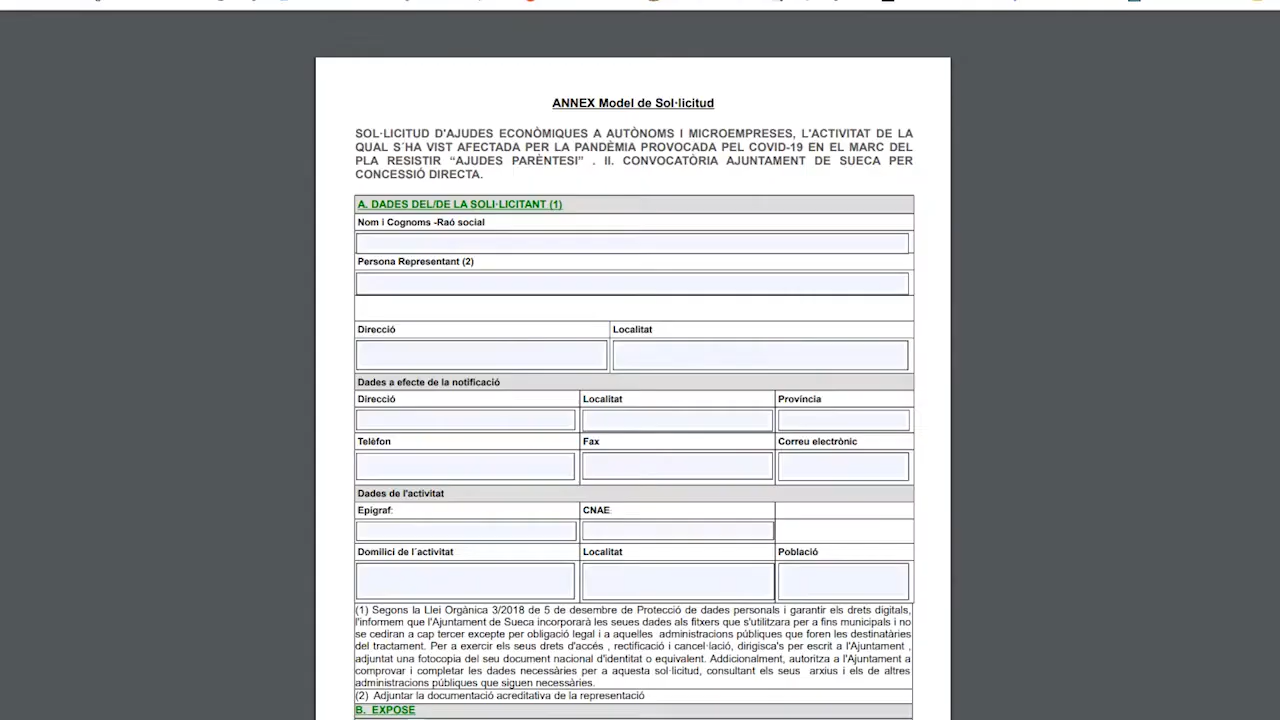 ANNEX Model de Sol·licitud
SOL·LICITUD D'AJUDES ECONÒMIQUES A AUTÒNOMS I MICROEMPRESES, L'ACTIVITAT DE LA
QUAL S´HA VIST AFECTADA PER LA PANDÈMIA PROVOCADA PEL COVID-19 EN EL MARC DEL
PLA RESISTIR “AJUDES PARÈNTESI” . II. CONVOCATÒRIA AJUNTAMENT DE SUECA PER
CONCESSIÓ DIRECTA.
A. DADES DEL/DE LA SOLI·LICITANT (1)
Nom i Cognoms -Raó social
Persona Representant (2)
Direcció Localitat
Dades a efecte de la notificació
Direcció Localitat Província
Telèfon Fax Correu electrònic
Dades de l'activitat
Epígraf: CNAE
Domilici de l´activitat Localitat Població
(1) Segons la Llei Orgànica 3/2018 de 5 de desembre de Protecció de dades personals i garantir els drets digitals,
l'informem que l'Ajuntament de Sueca incorporarà les seues dades als fitxers que s'utilitzara per a fins municipals i no
se cediran a cap tercer excepte per obligació legal i a aquelles administracions públiques que foren les destinatàries
del tractament. Per a exercir els seus drets d'accés , rectificació i cancel·lació, dirigisca's per escrit a l'Ajuntament ,
adjuntat una fotocopia del seu document nacional d'identitat o equivalent. Addicionalment, autoritza a l'Ajuntament a
comprovar i completar les dades necessàries per a aquesta sol·licitud, consultant els seus arxius i els de altres
administracions públiques que siguen necessàries.
(2) Adjuntar la documentació acreditativa de la representació
B. EXPOSE